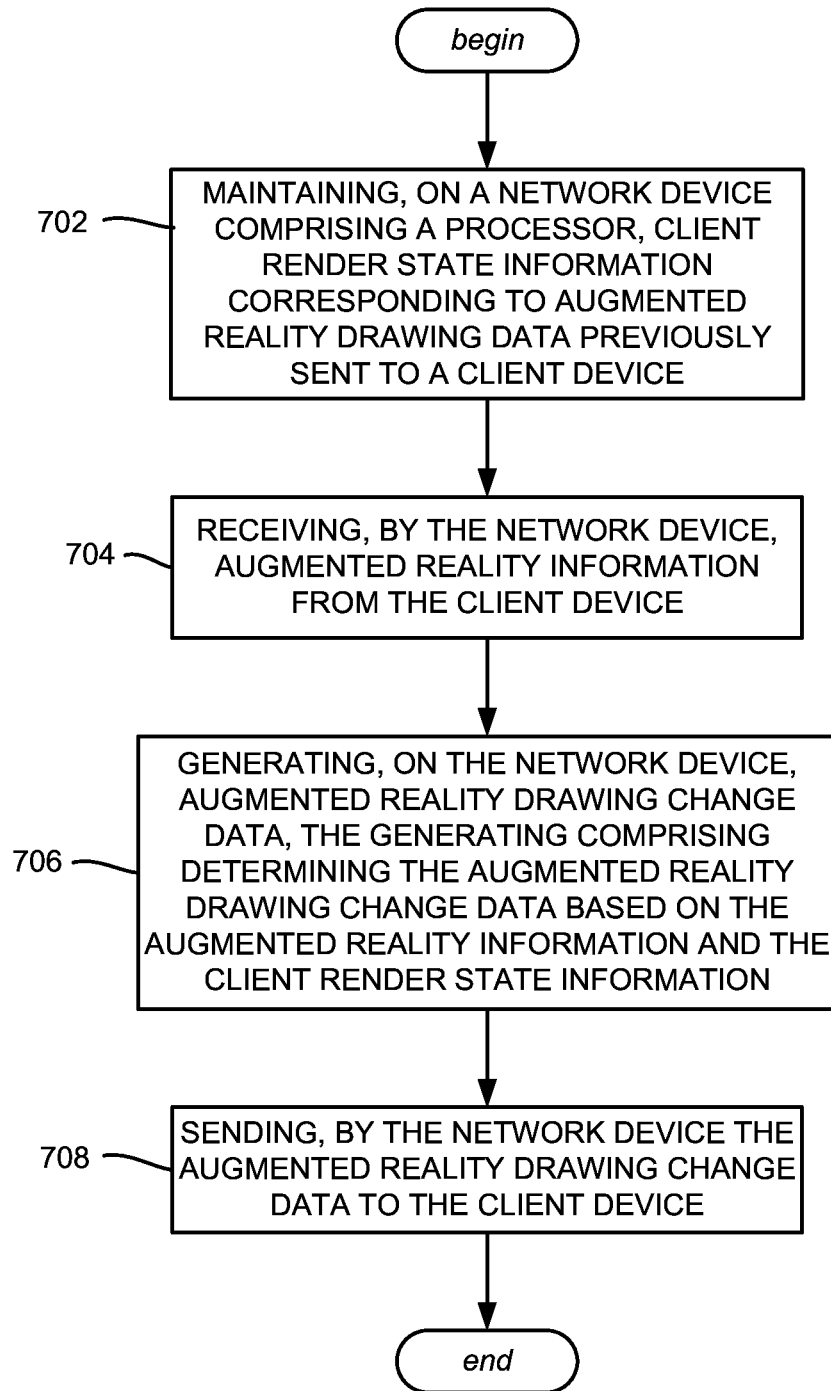 begin
702
MAINTAINING, ON A NETWORK DEVICE
COMPRISING A PROCESSOR, CLIENT
RENDER STATE INFORMATION
CORRESPONDING TO AUGMENTED
REALITY DRAWING DATA PREVIOUSLY
SENT TO A CLIENT DEVICE
704
RECEIVING, BY THE NETWORK DEVICE,
AUGMENTED REALITY INFORMATION
FROM THE CLIENT DEVICE
706
GENERATING, ON THE NETWORK DEVICE,
AUGMENTED REALITY DRAWING CHANGE
DATA, THE GENERATING COMPRISING
DETERMINING THE AUGMENTED REALITY
DRAWING CHANGE DATA BASED ON THE
AUGMENTED REALITY INFORMATION AND THE
CLIENT RENDER STATE INFORMATION
708
SENDING, BY THE NETWORK DEVICE THE
AUGMENTED REALITY DRAWING CHANGE
DATA TO THE CLIENT DEVICE
end